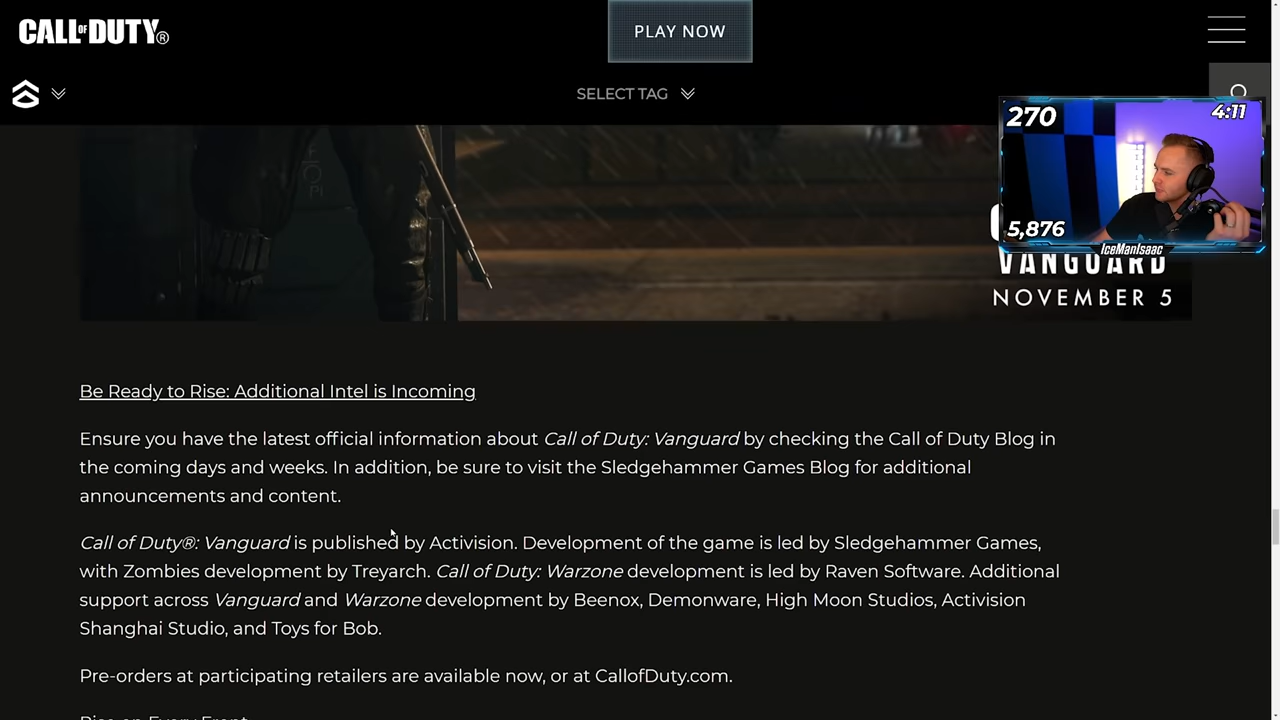 CALL OF DUTY®
PLAY NOW
SELECT TAG
270
4:11
5,876
IceManIsaac
VANGUARD
NOVEMBER 5
Be Ready to Rise: Additional Intel is Incoming
Ensure you have the latest official information about Call of Duty: Vanguard by checking the Call of Duty Blog in
the coming days and weeks. In addition, be sure to visit the Sledgehammer Games Blog for additional
announcements and content.
Call of Duty®: Vanguard is published by Activision. Development of the game is led by Sledgehammer Games,
with Zombies development by Treyarch. Call of Duty: Warzone development is led by Raven Software. Additional
support across Vanguard and Warzone development by Beenox, Demonware, High Moon Studios, Activision
Shanghai Studio, and Toys for Bob.
Pre-orders at participating retailers are available now, or at CallofDuty.com.
Rise on Every Front